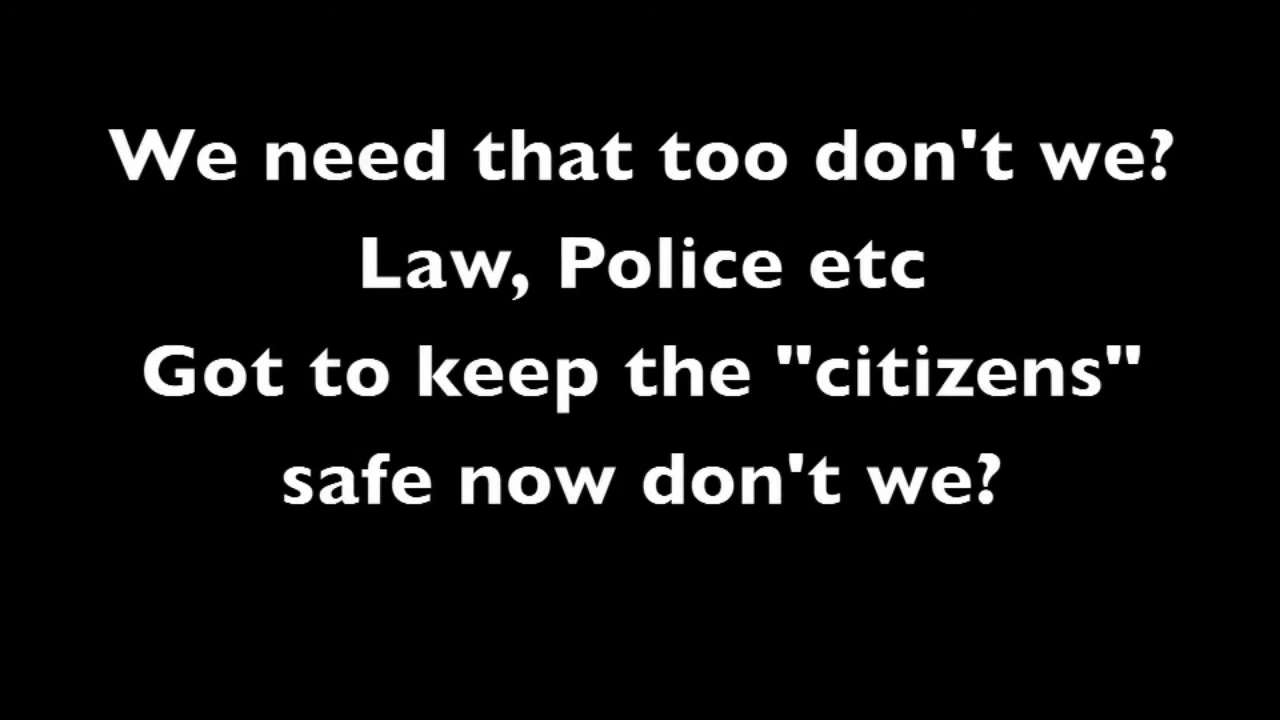 We need that too don't we?
Law, Police etc
Got to keep the "citizens"
safe now don't we?